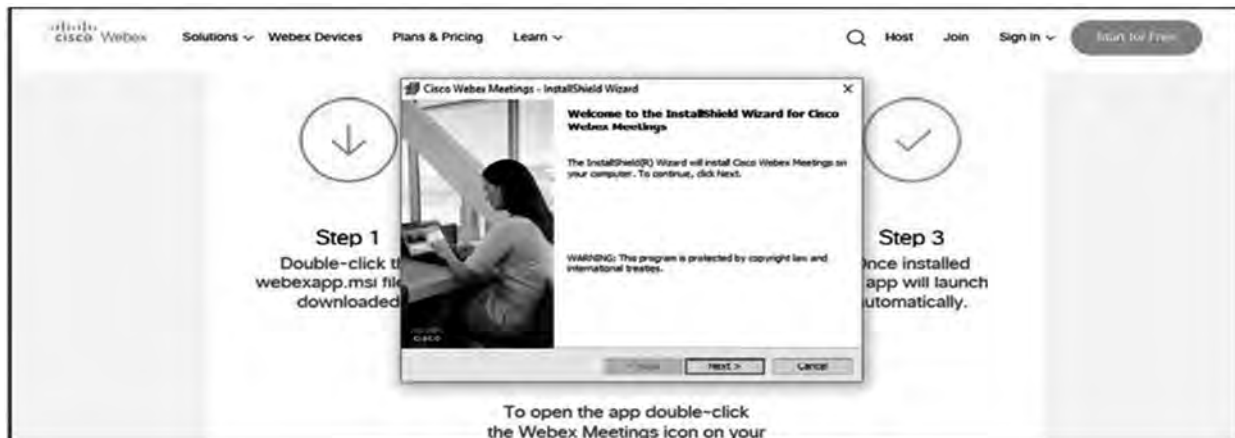 CISCO Webex Solutions Webex Devices Plans & Pricing Learn Host Join Sign in Start for Free
Cisco Webex Meetings - InstallShield Wizard
Welcome to the InstallShield Wizard for Cisco
Webex Meetings
The InstallShield(R) Wizard will install Cisco Webex Meetings on
your computer. To continue, click Next.
WARNING: This program is protected by copyright law and
international treaties.
CISCO
Next > Cancel
Step 1
Double-click
webexapp.msi
downloaded
Step 3
installed
app will launch
To open the app double-click
the Webex Meetings icon on your